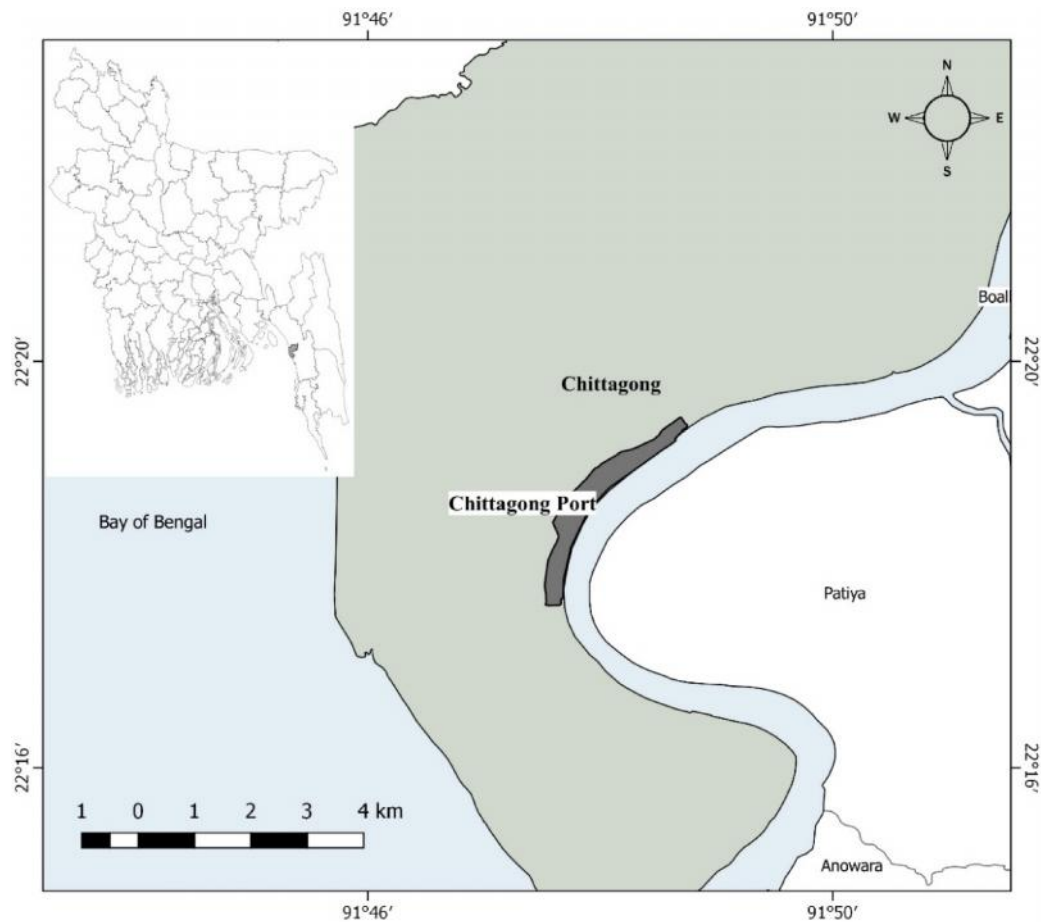 91°46′ 91°50′
N
W E
S
Boall
22°20′ 22°20′
Chittagong
Chittagong Port
Bay of Bengal
Patiya
22°16′ 22°16′
1 0 1 2 3 4 km
Anowara
91°46′ 91°50′